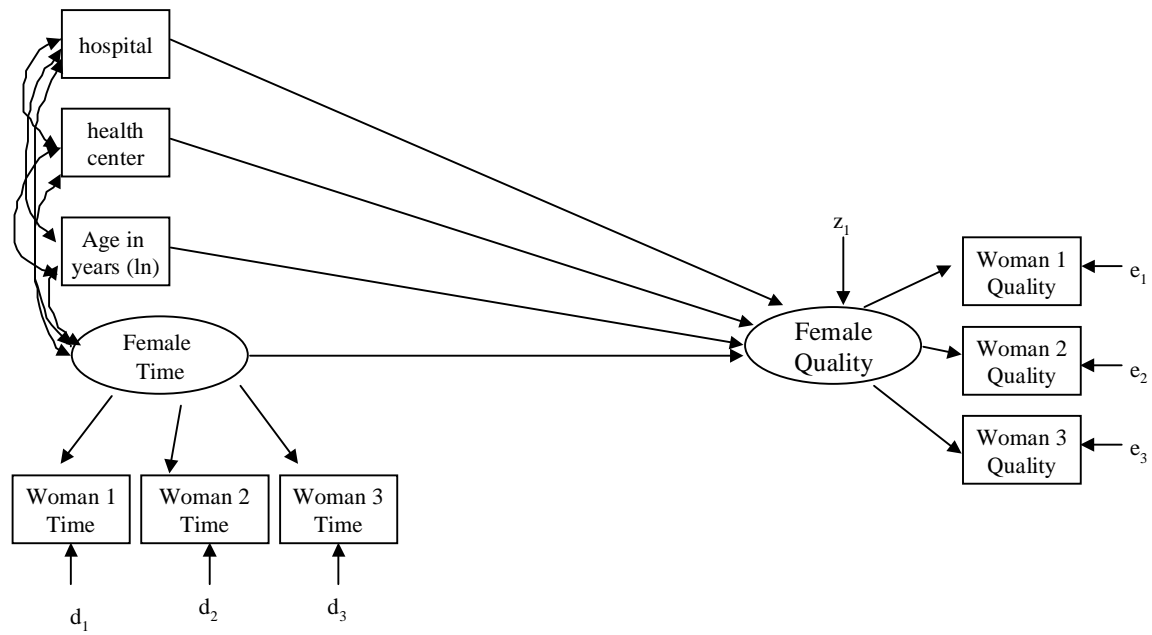 hospital
health
center
Age in
years (ln)
Female
Time
Woman 1
Time
Woman 2
Time
Woman 3
Time
d1
d2
d3
z1
Female
Quality
Woman 1
Quality
Woman 2
Quality
Woman 3
Quality
e1
e2
e3